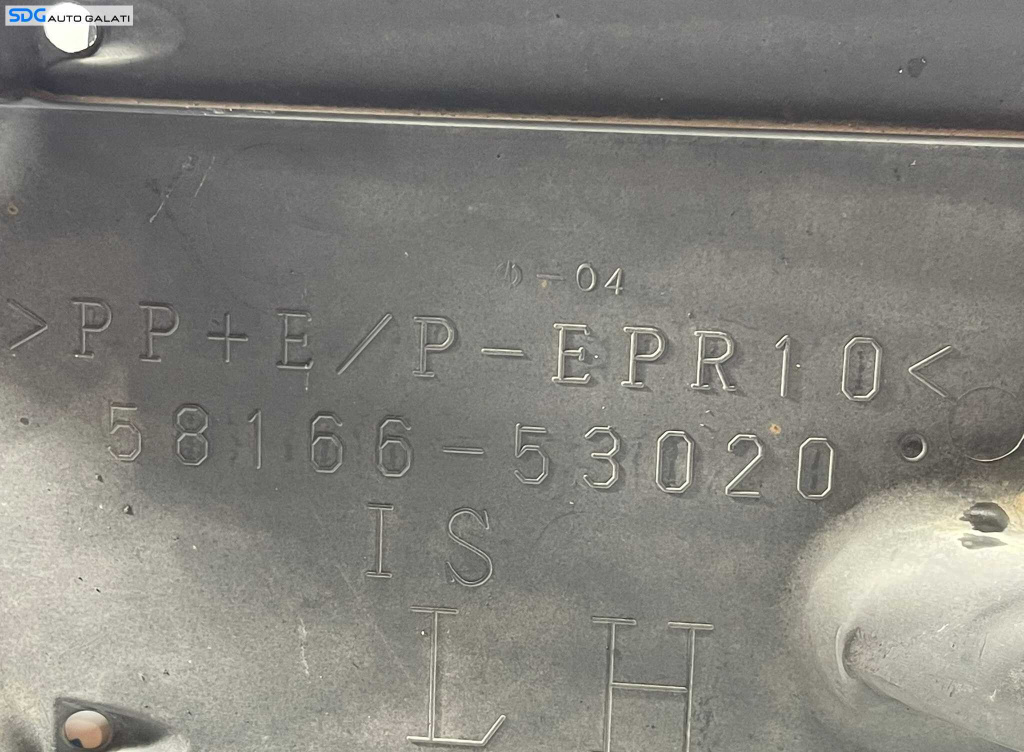 SDG AUTO GALATI
-04
>PP+E/P-EPR10<
58166-53020
IS
LH